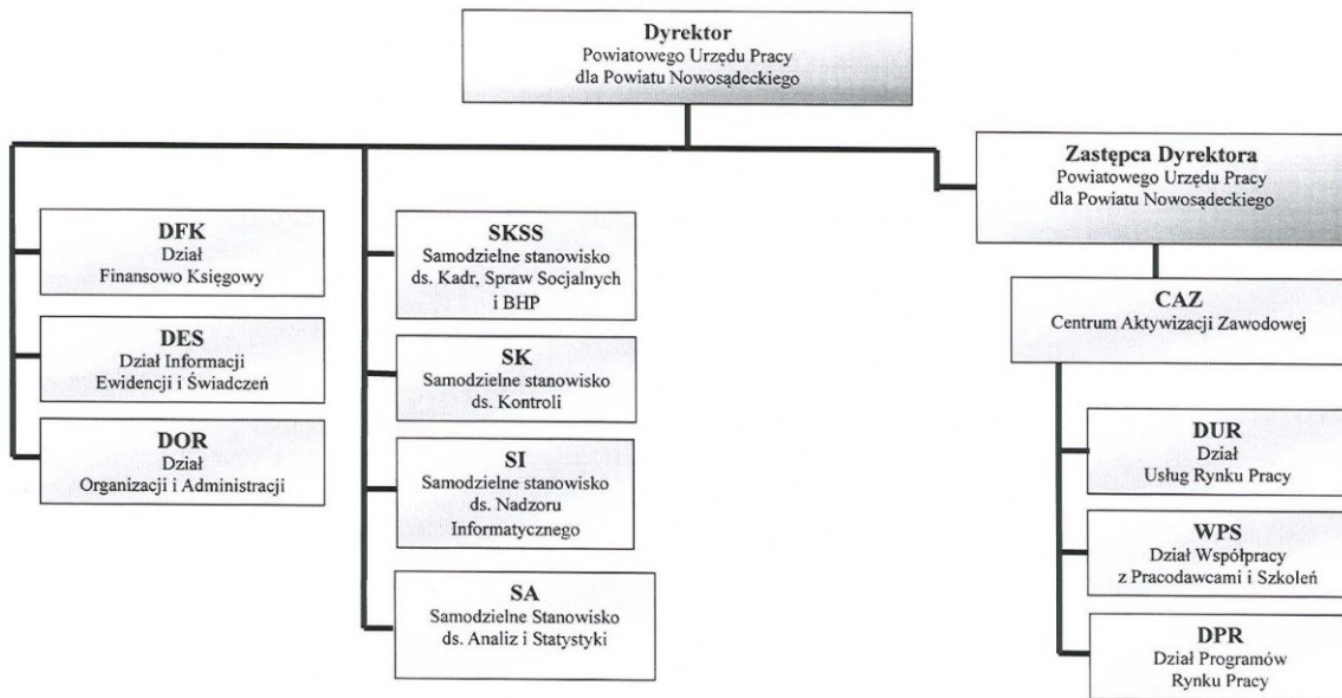 Dyrektor
Powiatowego Urzędu Pracy
dla Powiatu Nowosądeckiego
Zastępca Dyrektora
Powiatowego Urzędu Pracy
dla Powiatu Nowosądeckiego
DFK
Dział
Finansowo Księgowy
DES
Dział Informacji
Ewidencji i Świadczeń
DOR
Dział
Organizacji i Administracji
SKSS
Samodzielne stanowisko
ds. Kadr, Spraw Socjalnych
i BHP
SK
Samodzielne stanowisko
ds. Kontroli
SI
Samodzielne stanowisko
ds. Nadzoru
Informatycznego
SA
Samodzielne Stanowisko
ds. Analiz i Statystyki
CAZ
Centrum Aktywizacji Zawodowej
DUR
Dział
Usług Rynku Pracy
WPS
Dział Współpracy
z Pracodawcami i Szkoleń
DPR
Dział Programów
Rynku Pracy